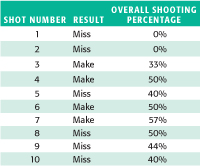 OVERALL SHOOTING
SHOT NUMBER RESULT PERCENTAGE
1 Miss 0%
2 Miss 0%
3 Make 33%
4 Make 50%
5 Miss 40%
6 Make 50%
7 Make 57%
8 Miss 50%
9 Miss 44%
10 Miss 40%